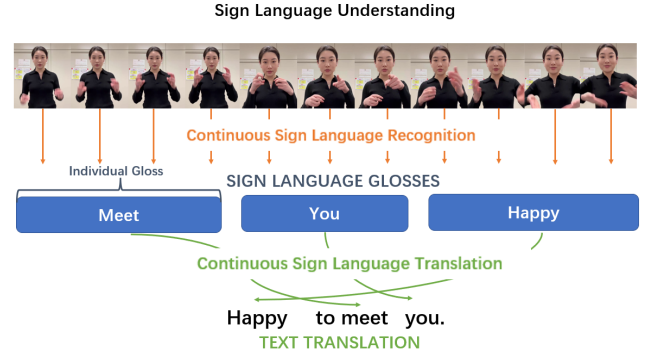 Sign Language Understanding
Continuous Sign Language Recognition
Individual Gloss
SIGN LANGUAGE GLOSSES
Meet
You
Happy
Continuous Sign Language Translation
Happy to meet you.
TEXT TRANSLATION